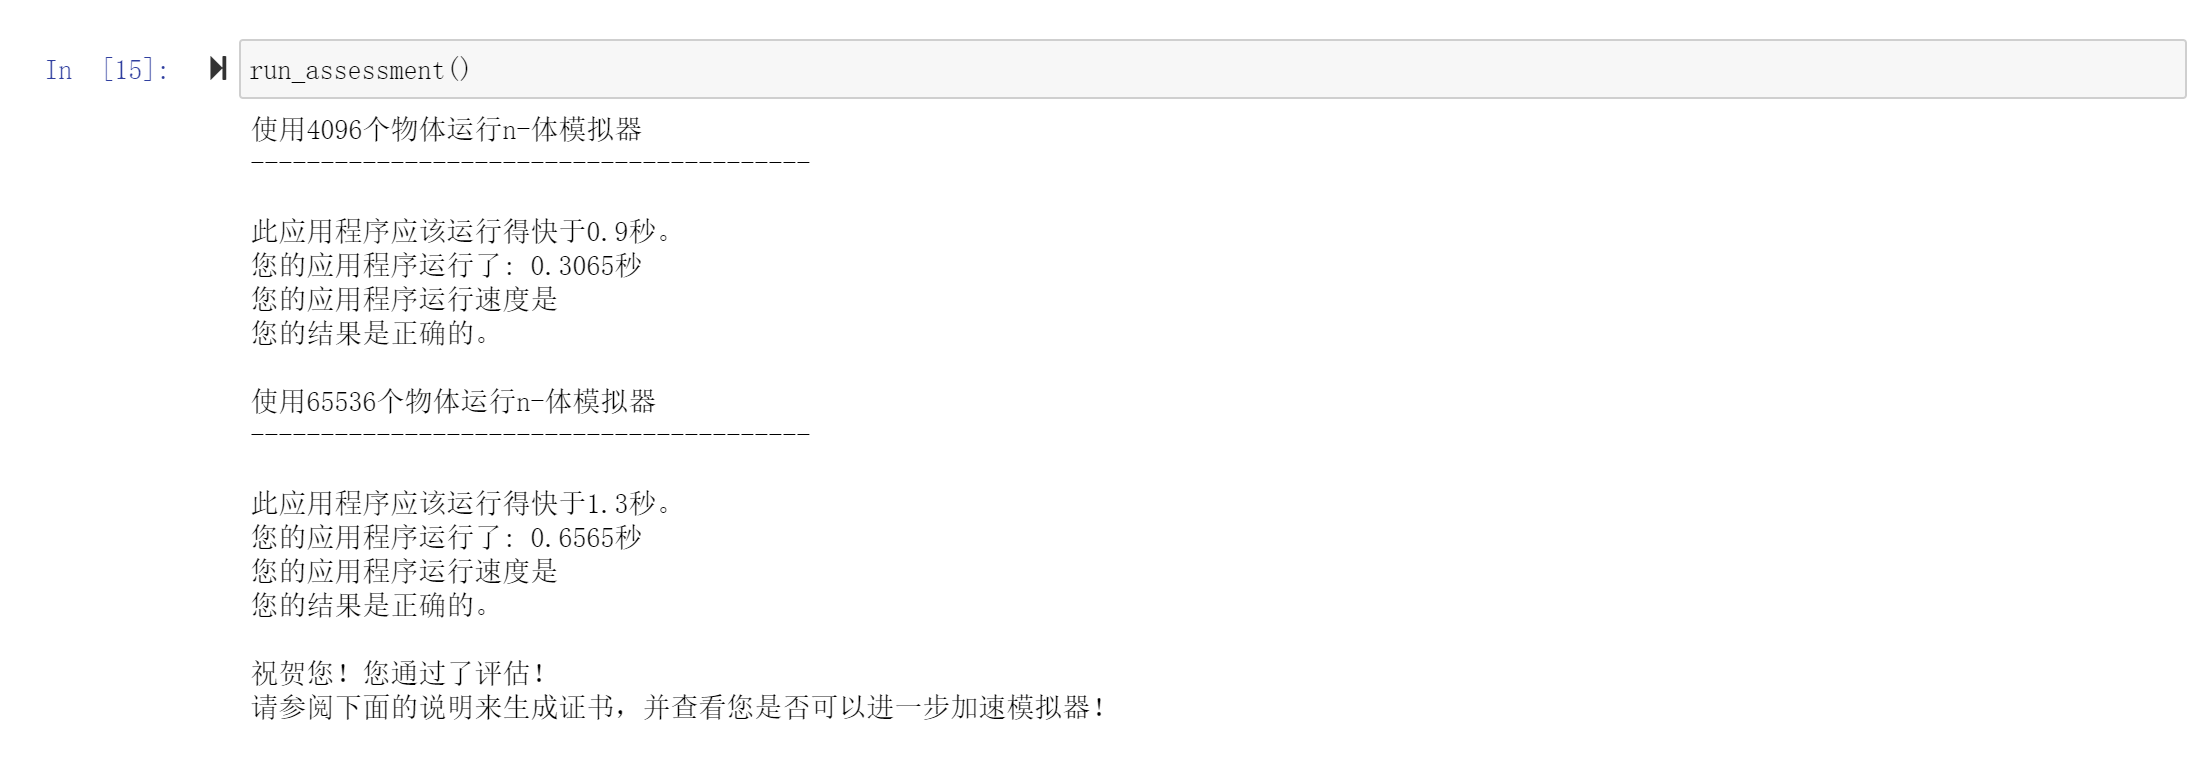 In [15]: run_assessment()
使用4096个物体运行n-体模拟器
----------------------------------------
此应用程序应该运行得快于0.9秒。
您的应用程序运行了: 0.3065秒
您的应用程序运行速度是
您的结果是正确的。
使用65536个物体运行n-体模拟器
----------------------------------------
此应用程序应该运行得快于1.3秒。
您的应用程序运行了: 0.6565秒
您的应用程序运行速度是
您的结果是正确的。
祝贺您！您通过了评估！
请参阅下面的说明来生成证书，并查看您是否可以进一步加速模拟器！